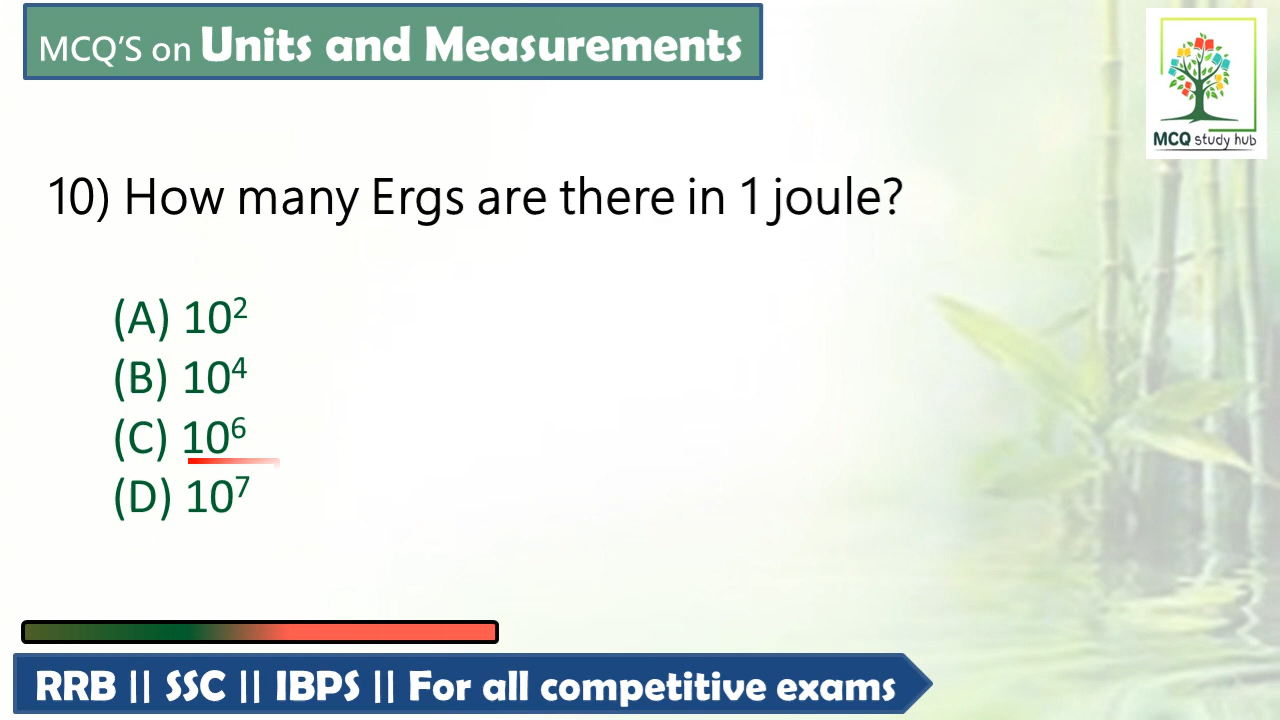 MCQ'S on Units and Measurements
MCQ study hub
10) How many Ergs are there in 1 joule?
(A) 10²
(B) 10⁴
(C) 10⁶
(D) 10⁷
RRB || SSC || IBPS || For all competitive exams